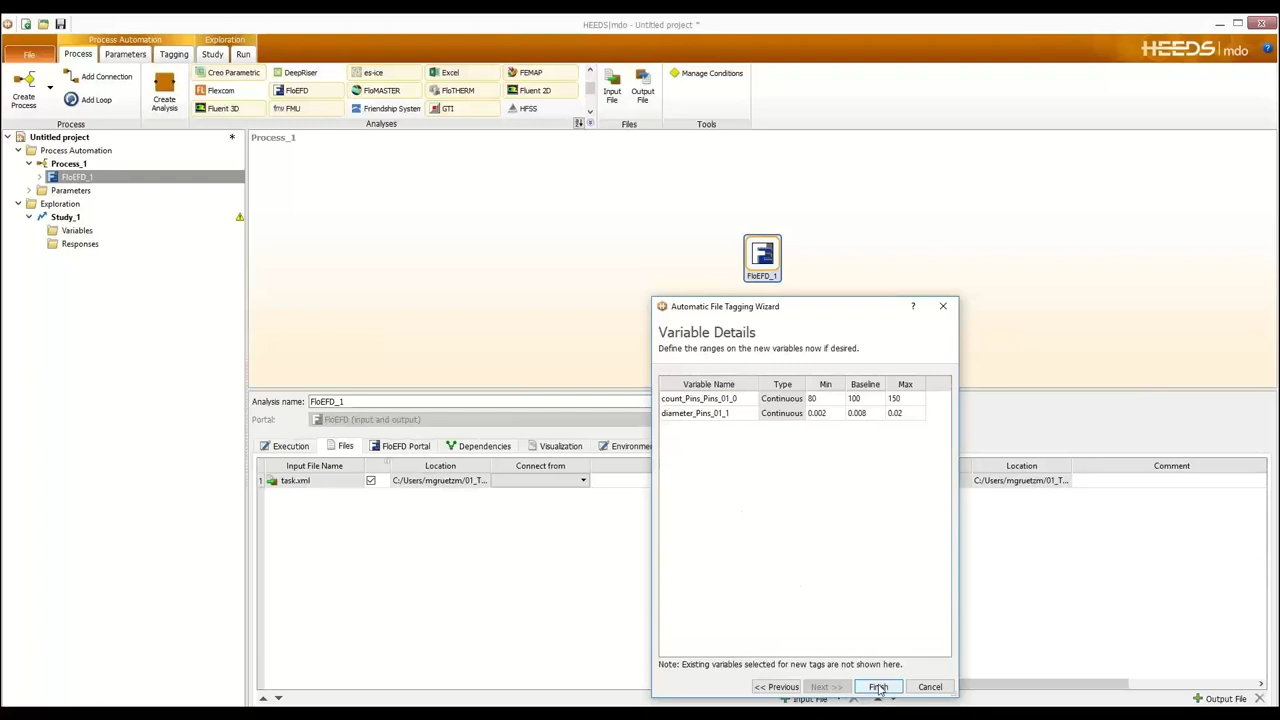 HEEDS|mdo - Untitled project *
Process Automation
Exploration
File
Process
Parameters
Tagging
Study
Run
HEEDS | mdo
Create Process
Add Connection
Add Loop
Process
Create Analysis
Creo Parametric
DeepRiser
es-ice
Excel
FEMAP
Flexcom
FloEFD
FloMASTER
FloTHERM
Fluent 2D
Fluent 3D
FMU
Friendship System
GTI
HFSS
Analyses
Input File
Output File
Files
Manage Conditions
Tools
Untitled project *
Process Automation
Process_1
FloEFD_1
Parameters
Exploration
Study_1
Variables
Responses
Process_1
FloEFD_1
Analysis name: FloEFD_1
Portal: FloEFD (input and output)
Execution
Files
FloEFD Portal
Dependencies
Visualization
Environme
Input File Name
Location
Connect from
Location
Comment
1 task.xml C:/Users/mgruetzm/01_T...
C:/Users/mgruetzm/01_T...
Input File
Output File
Automatic File Tagging Wizard
?
Variable Details
Define the ranges on the new variables now if desired.
Variable Name Type Min Baseline Max
count_Pins_Pins_01_0 Continuous 80 100 150
diameter_Pins_01_1 Continuous 0.002 0.008 0.02
Note: Existing variables selected for new tags are not shown here.
<< Previous
Next >>
Finish
Cancel